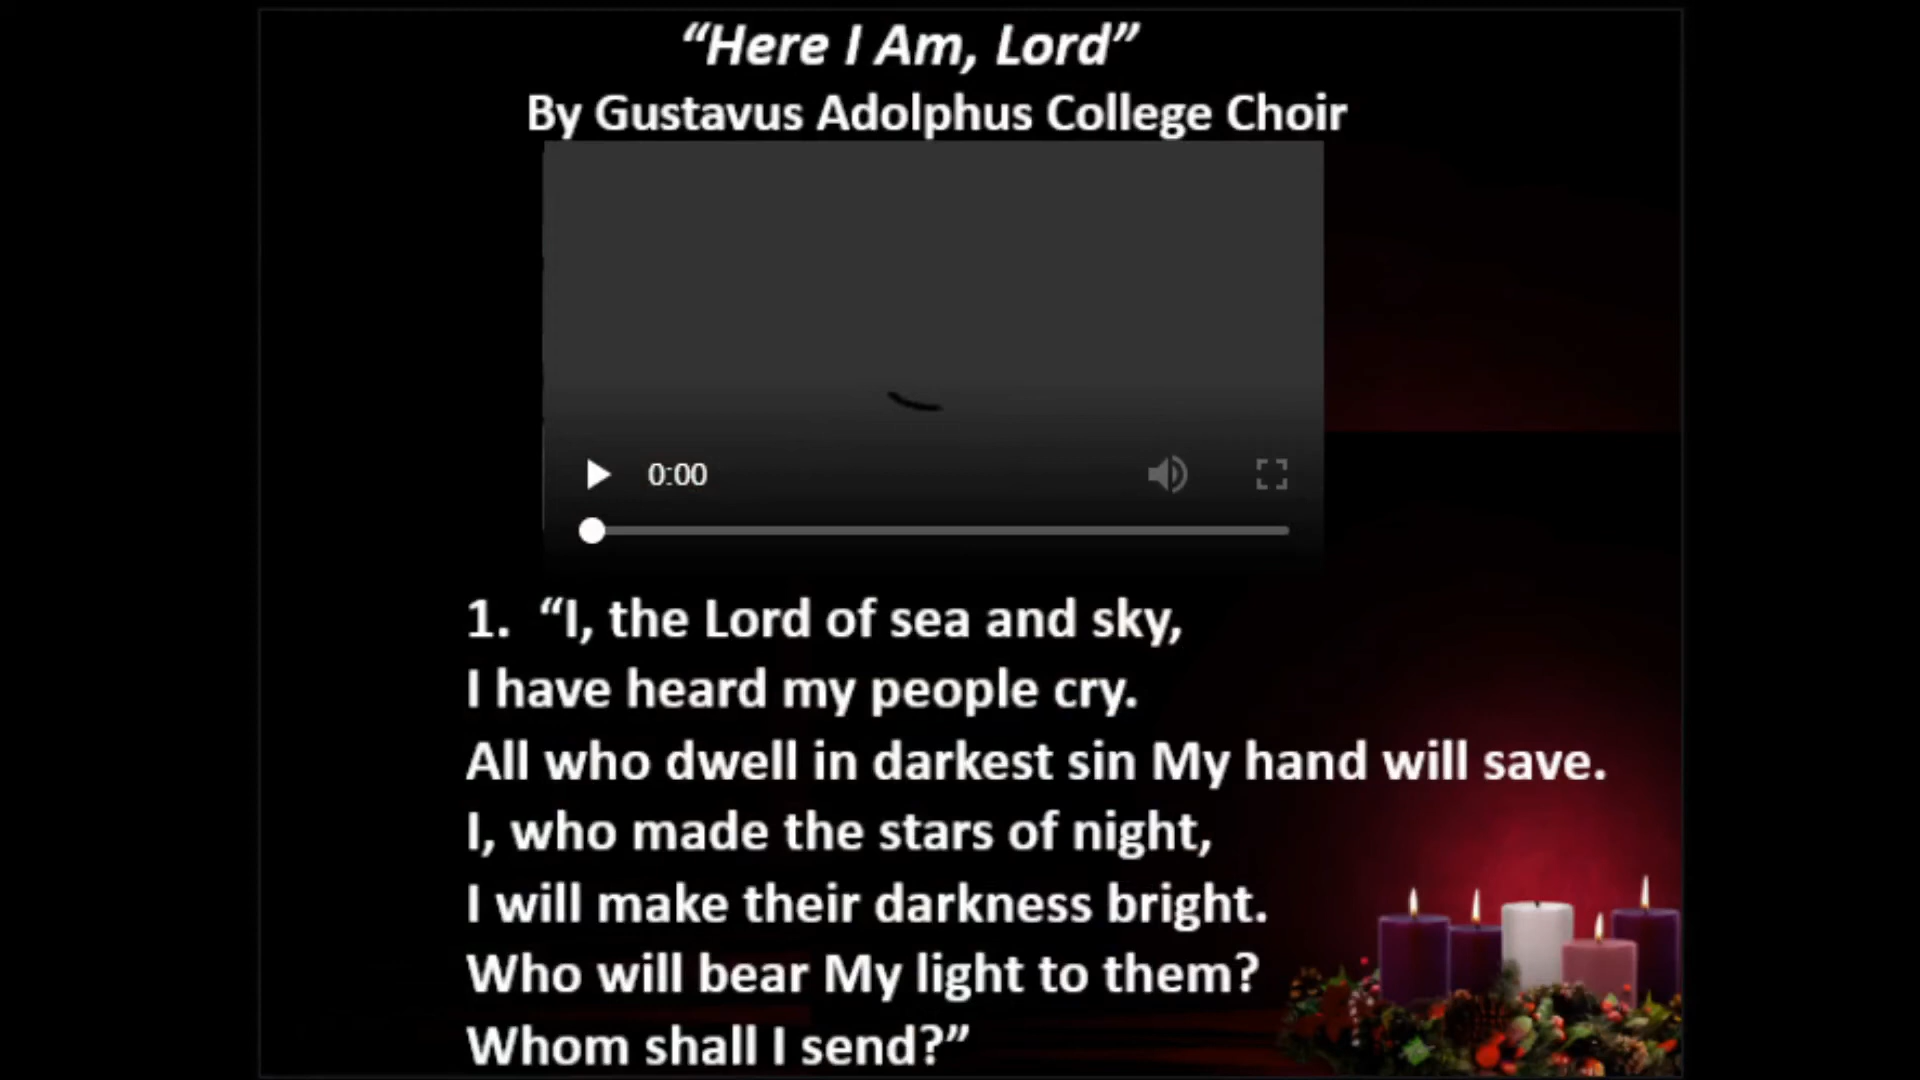 “Here I Am, Lord”
By Gustavus Adolphus College Choir
0:00
1. “I, the Lord of sea and sky,
I have heard my people cry.
All who dwell in darkest sin My hand will save.
I, who made the stars of night,
I will make their darkness bright.
Who will bear My light to them?
Whom shall I send?”